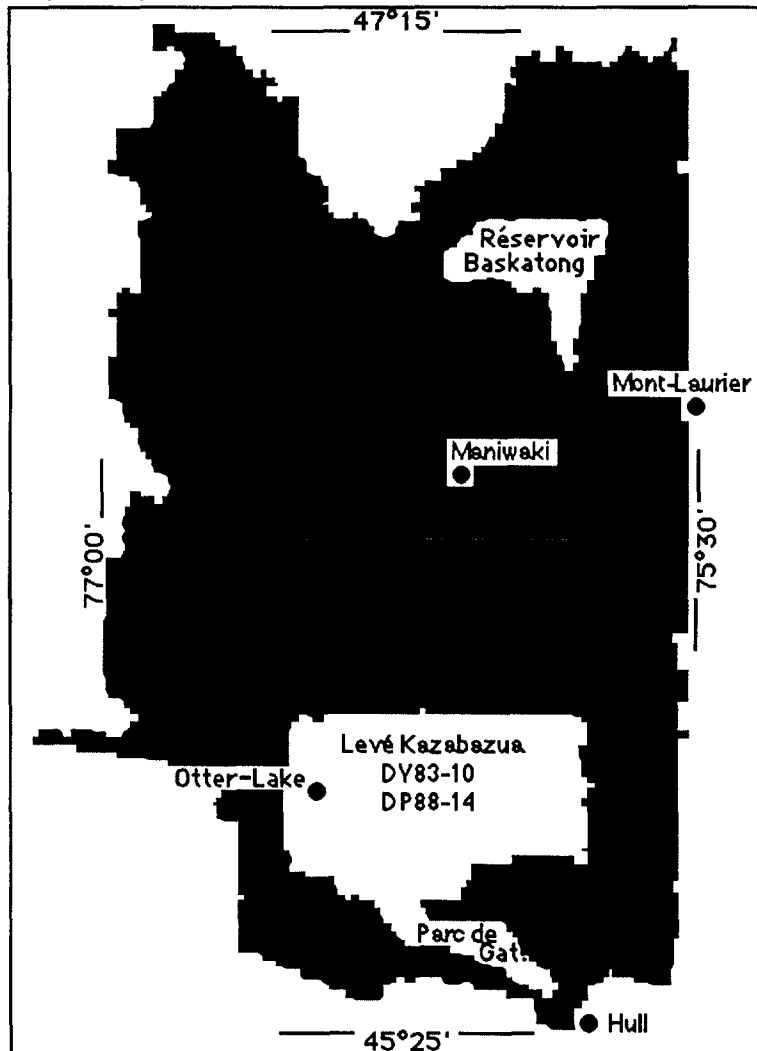 47°15'
Réservoir
Baskatong
Mont-Laurier
Maniwaki
77°00'
75°30'
Levé Kazabazua
DY83-10
DP88-14
Otter-Lake
Parc de
Gat.
Hull
45°25'